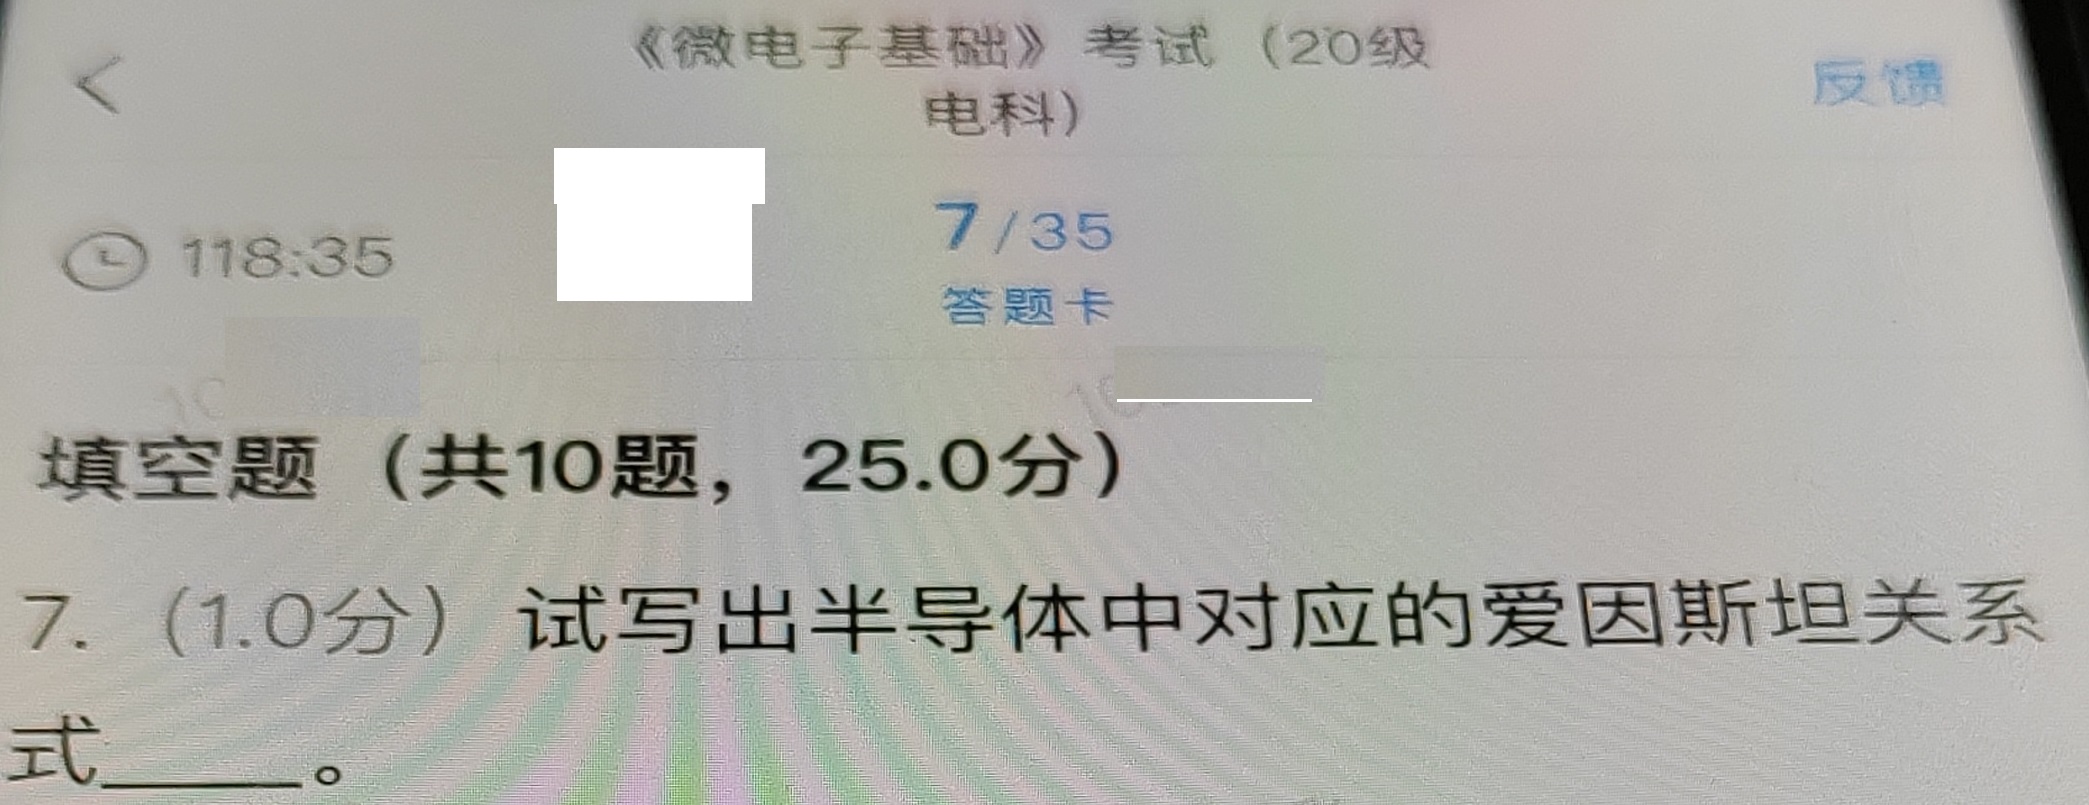 《微电子基础》考试（20级
电科）
反馈
118:35
7/35
答题卡
填空题（共10题，25.0分）
7.（1.0分）试写出半导体中对应的爱因斯坦关系
式____。